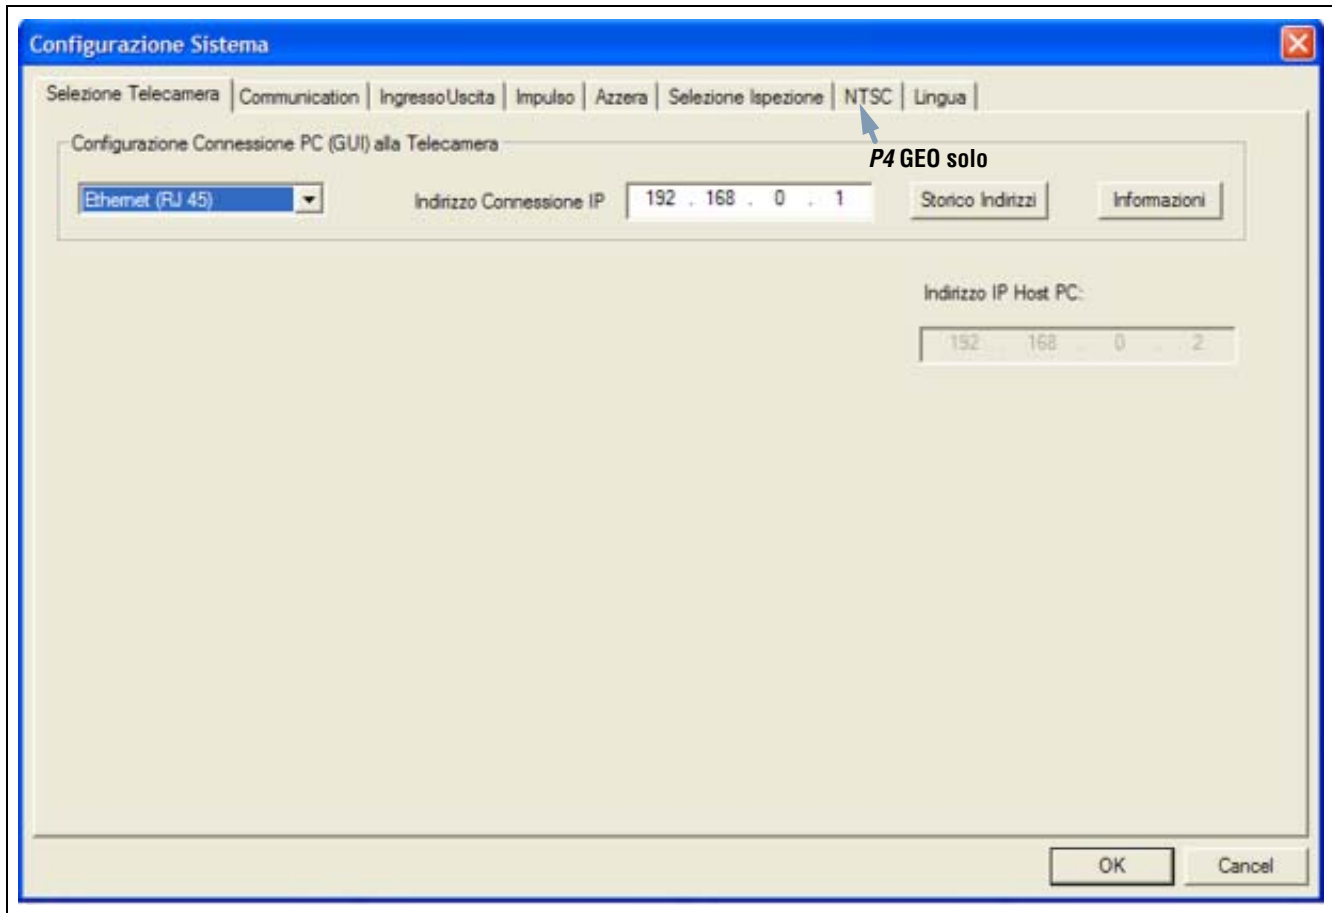 Configurazione Sistema
Selezione Telecamera Communication IngressoUscita Impulso Azzera Selezione Ispezione NTSC Lingua
P4 GEO solo
Configurazione Connessione PC (GUI) alla Telecamera
Ethernet (RJ 45) Indirizzo Connessione IP 192 . 168 . 0 . 1 Storico Indirizzi Informazioni
Indirizzo IP Host PC:
192 . 168 . 0 . 2
OK Cancel